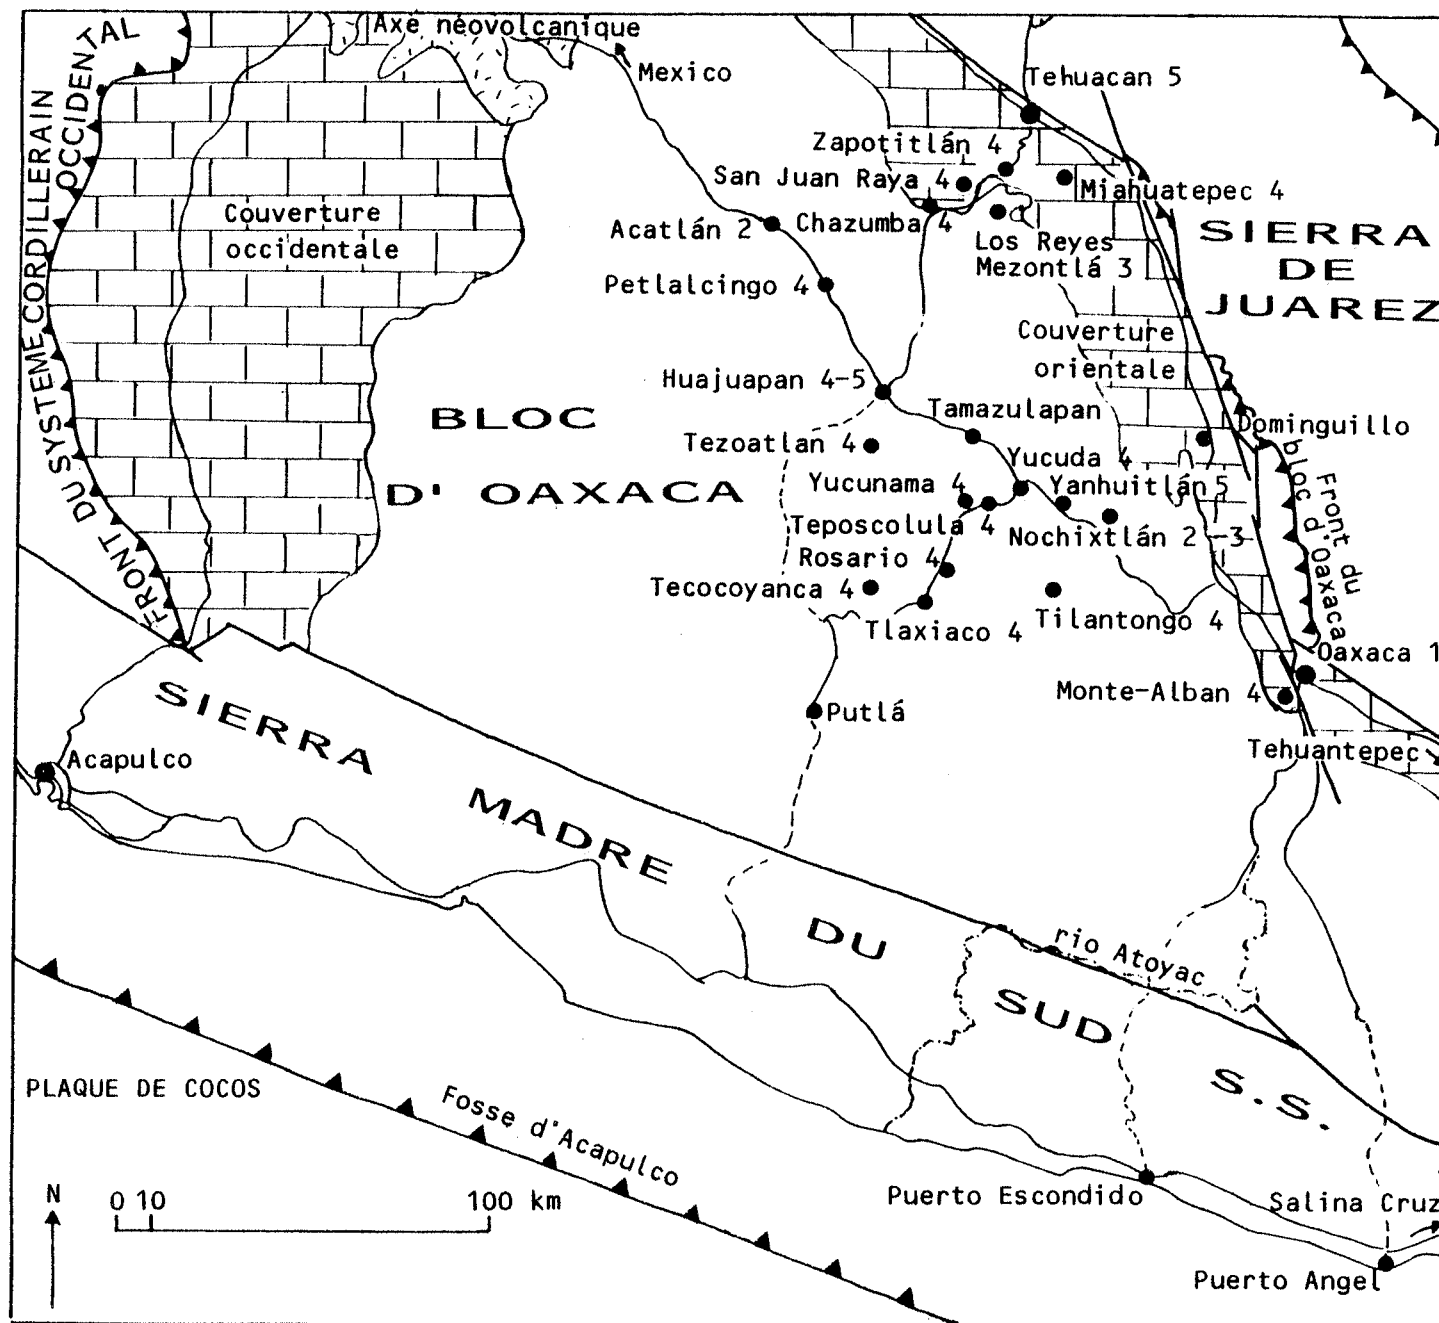 Axe néovolcanique
Mexico
FRONT DU SYSTEME CORDILLERAIN
OCCIDENTAL
Tehuacan 5
Zapotitlán 4
San Juan Raya 4
Miahuatepec 4
Couverture
occidentale
Acatlán 2
Chazumba 4
Los Reyes
Mezontlá 3
SIERRA
DE
JUAREZ
Petlalcingo 4
Couverture
orientale
Huajuapan 4-5
BLOC
D' OAXACA
Tamazulapan
Dominguillo
Tezoatlan 4
Yucuda 4
Yucunama 4
Yanhuitlán 5
Teposcolula 4
Nochixtlán 2-3
Front du
bloc d'Oaxaca
Rosario 4
Tecocoyanca 4
Tlaxiaco 4
Tilantongo 4
Oaxaca 1
Monte-Alban 4
Putlá
Tehuantepec
Acapulco
SIERRA MADRE DU SUD S.S.
rio Atoyac
PLAQUE DE COCOS
Fosse d'Acapulco
N
0 10 100 km
Puerto Escondido
Salina Cruz
Puerto Angel